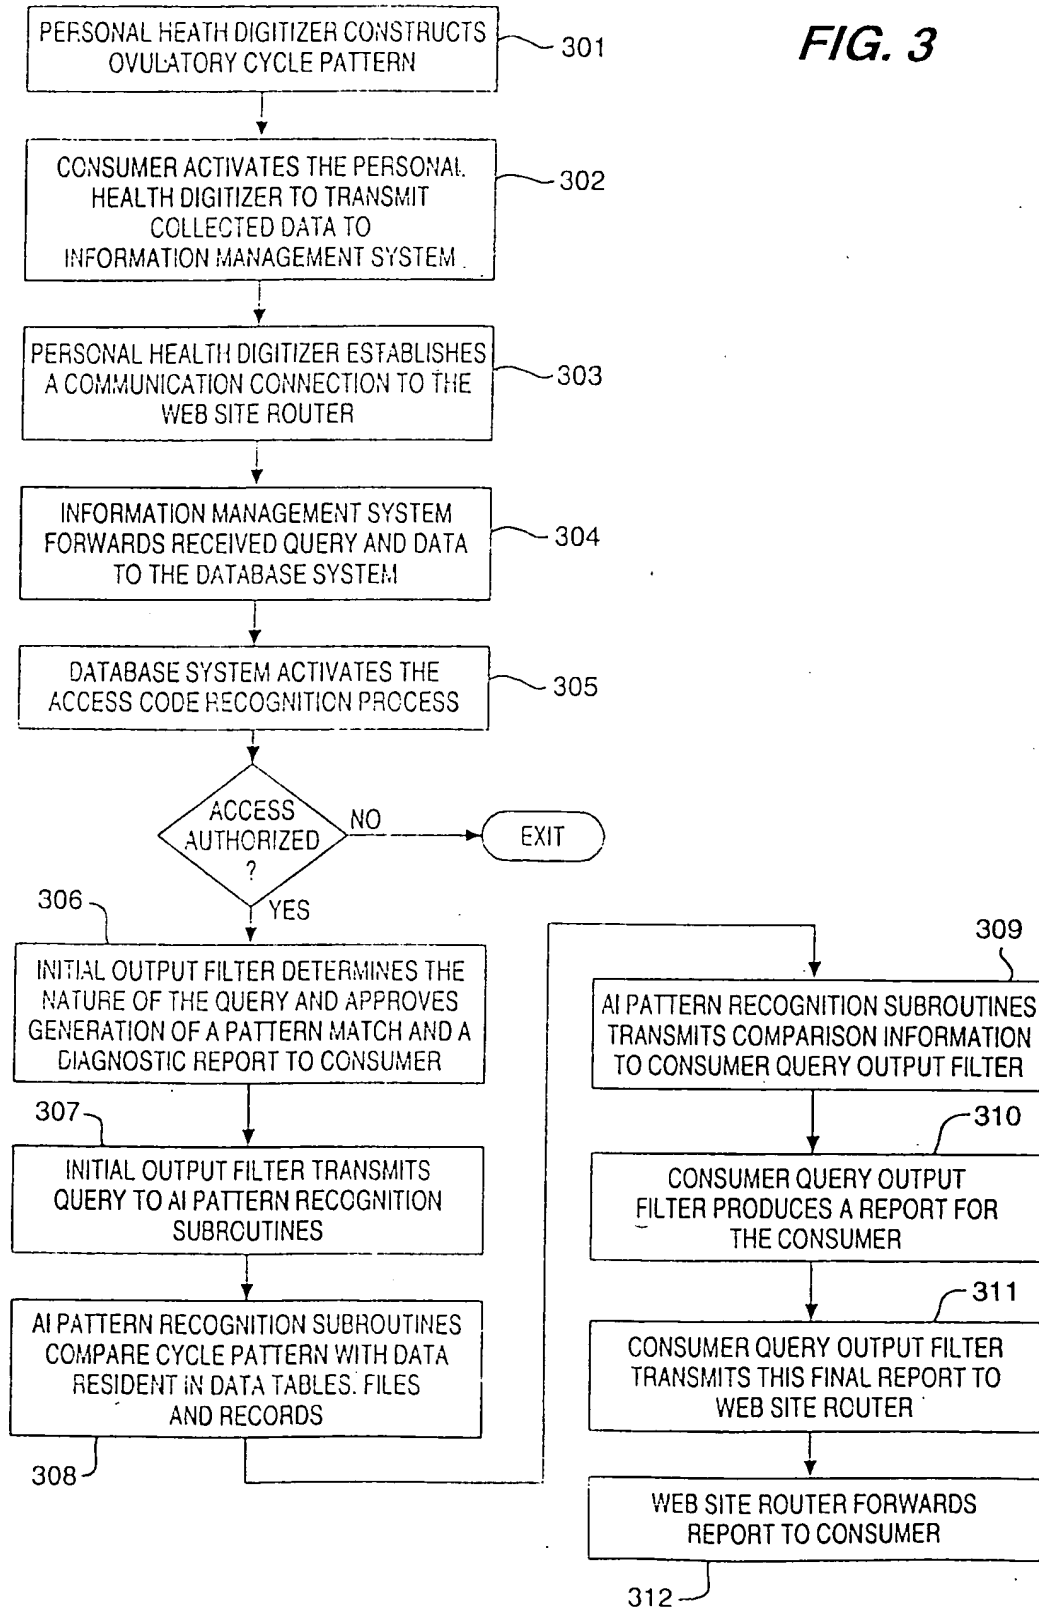 FIG. 3
PERSONAL HEATH DIGITIZER CONSTRUCTS
OVULATORY CYCLE PATTERN
301
CONSUMER ACTIVATES THE PERSONAL
HEALTH DIGITIZER TO TRANSMIT
COLLECTED DATA TO
INFORMATION MANAGEMENT SYSTEM
302
PERSONAL HEALTH DIGITIZER ESTABLISHES
A COMMUNICATION CONNECTION TO THE
WEB SITE ROUTER
303
INFORMATION MANAGEMENT SYSTEM
FORWARDS RECEIVED QUERY AND DATA
TO THE DATABASE SYSTEM
304
DATABASE SYSTEM ACTIVATES THE
ACCESS CODE RECOGNITION PROCESS
305
ACCESS
AUTHORIZED
?
NO
EXIT
YES
306
INITIAL OUTPUT FILTER DETERMINES THE
NATURE OF THE QUERY AND APPROVES
GENERATION OF A PATTERN MATCH AND A
DIAGNOSTIC REPORT TO CONSUMER
307
INITIAL OUTPUT FILTER TRANSMITS
QUERY TO AI PATTERN RECOGNITION
SUBROUTINES
AI PATTERN RECOGNITION SUBROUTINES
COMPARE CYCLE PATTERN WITH DATA
RESIDENT IN DATA TABLES. FILES
AND RECORDS
308
309
AI PATTERN RECOGNITION SUBROUTINES
TRANSMITS COMPARISON INFORMATION
TO CONSUMER QUERY OUTPUT FILTER
310
CONSUMER QUERY OUTPUT
FILTER PRODUCES A REPORT FOR
THE CONSUMER
311
CONSUMER QUERY OUTPUT FILTER
TRANSMITS THIS FINAL REPORT TO
WEB SITE ROUTER
WEB SITE ROUTER FORWARDS
REPORT TO CONSUMER
312